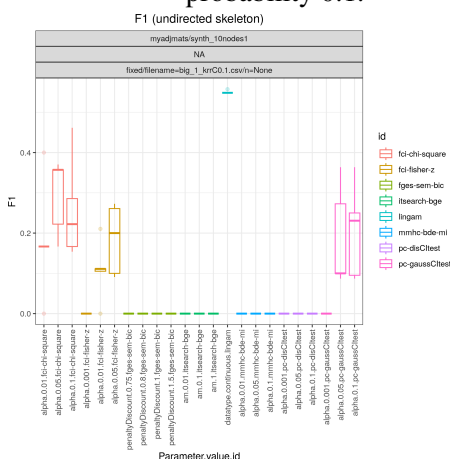 probability 0.1.
F1 (undirected skeleton)
myadjmats/synth_10nodes1
NA
fixed/filename=big_1_krrC0.1.csv/n=None
F1
0.4
0.2
0.0
id
fci-chi-square
fci-fisher-z
fges-sem-bic
itsearch-bge
lingam
mmhc-bde-mi
pc-disCItest
pc-gaussCItest
alpha.0.01.fci-chi-square
alpha.0.05.fci-chi-square
alpha.0.1.fci-chi-square
alpha.0.001.fci-fisher-z
alpha.0.01.fci-fisher-z
alpha.0.05.fci-fisher-z
penaltyDiscount.0.75.fges-sem-bic
penaltyDiscount.0.8.fges-sem-bic
penaltyDiscount.1.fges-sem-bic
penaltyDiscount.1.5.fges-sem-bic
am.0.01.itsearch-bge
am.0.1.itsearch-bge
am.1.itsearch-bge
datatype.continuous.lingam
alpha.0.01.mmhc-bde-mi
alpha.0.05.mmhc-bde-mi
alpha.0.1.mmhc-bde-mi
alpha.0.001.pc-disCItest
alpha.0.05.pc-disCItest
alpha.0.1.pc-disCItest
alpha.0.001.pc-gaussCItest
alpha.0.05.pc-gaussCItest
alpha.0.1.pc-gaussCItest
Parameter.value.id